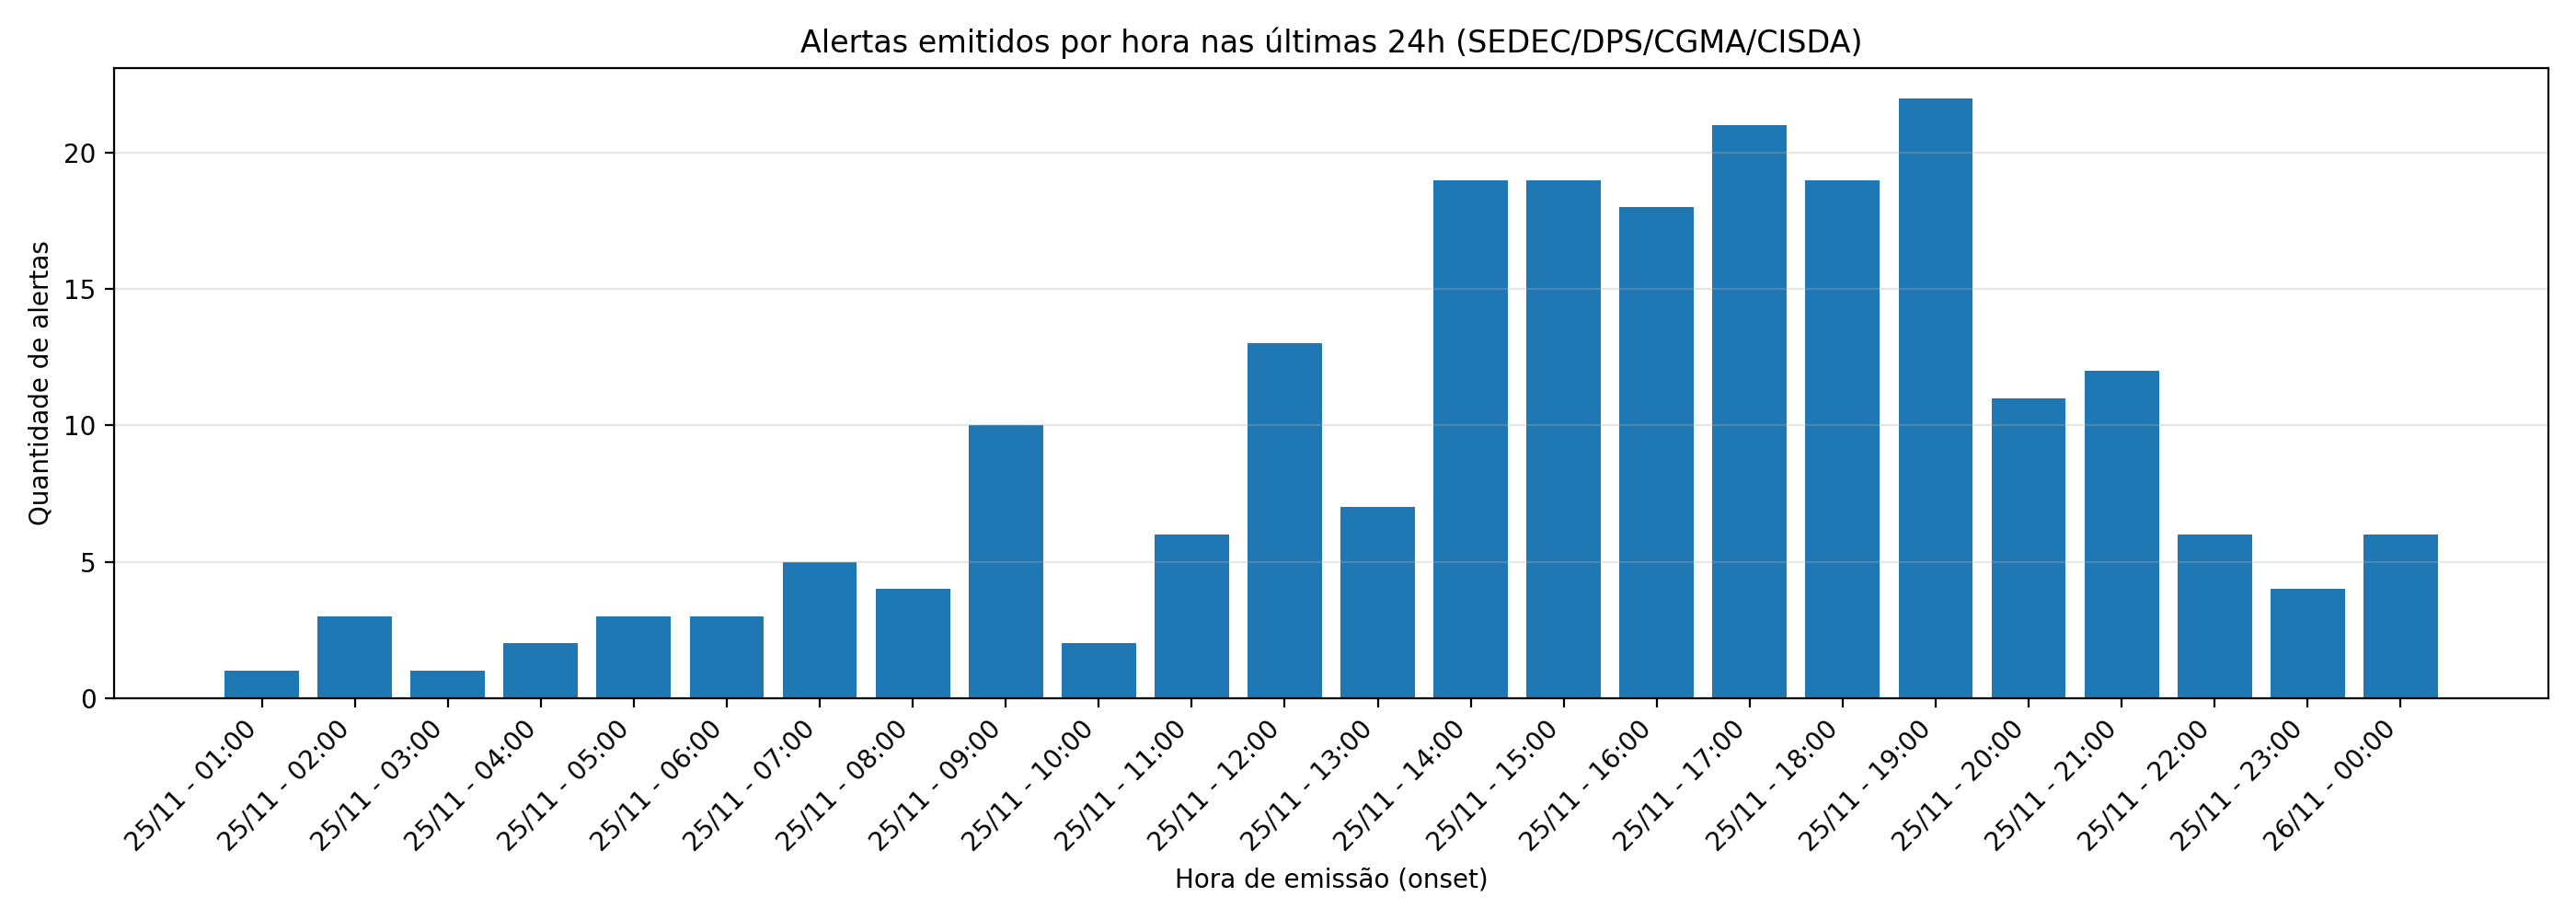 Alertas emitidos por hora nas últimas 24h (SEDEC/DPS/CGMA/CISDA)
Quantidade de alertas
20
15
10
5
0
25/11 - 01:00
25/11 - 02:00
25/11 - 03:00
25/11 - 04:00
25/11 - 05:00
25/11 - 06:00
25/11 - 07:00
25/11 - 08:00
25/11 - 09:00
25/11 - 10:00
25/11 - 11:00
25/11 - 12:00
25/11 - 13:00
25/11 - 14:00
25/11 - 15:00
25/11 - 16:00
25/11 - 17:00
25/11 - 18:00
25/11 - 19:00
25/11 - 20:00
25/11 - 21:00
25/11 - 22:00
25/11 - 23:00
26/11 - 00:00
Hora de emissão (onset)